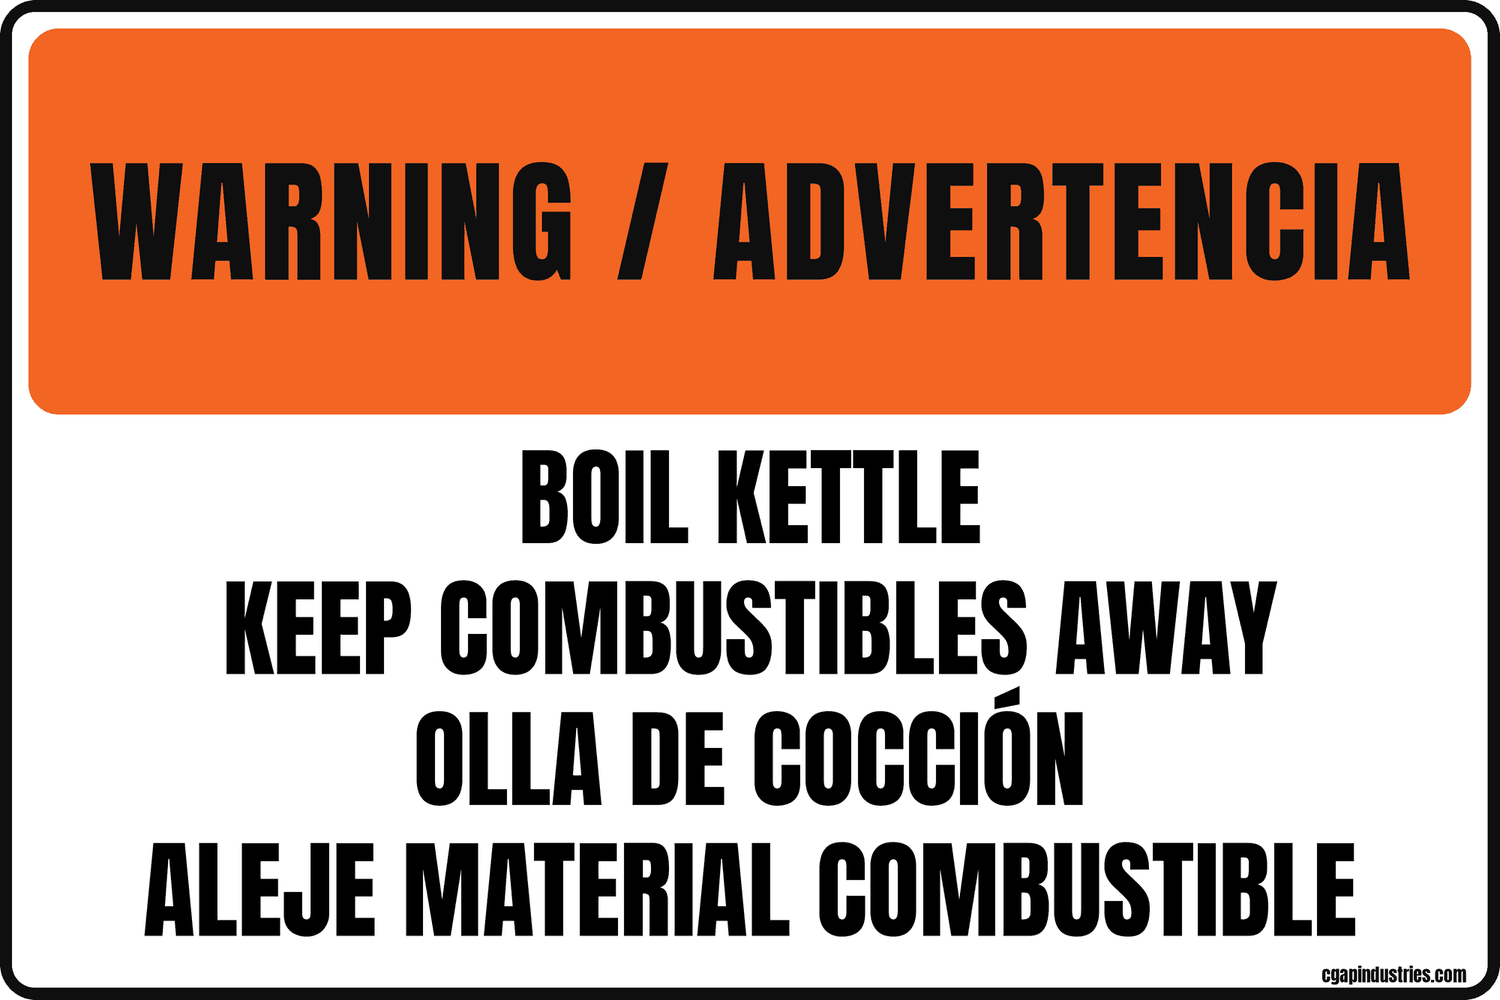 WARNING / ADVERTENCIA
BOIL KETTLE
KEEP COMBUSTIBLES AWAY
OLLA DE COCCIÓN
ALEJE MATERIAL COMBUSTIBLE
cgapindustries.com